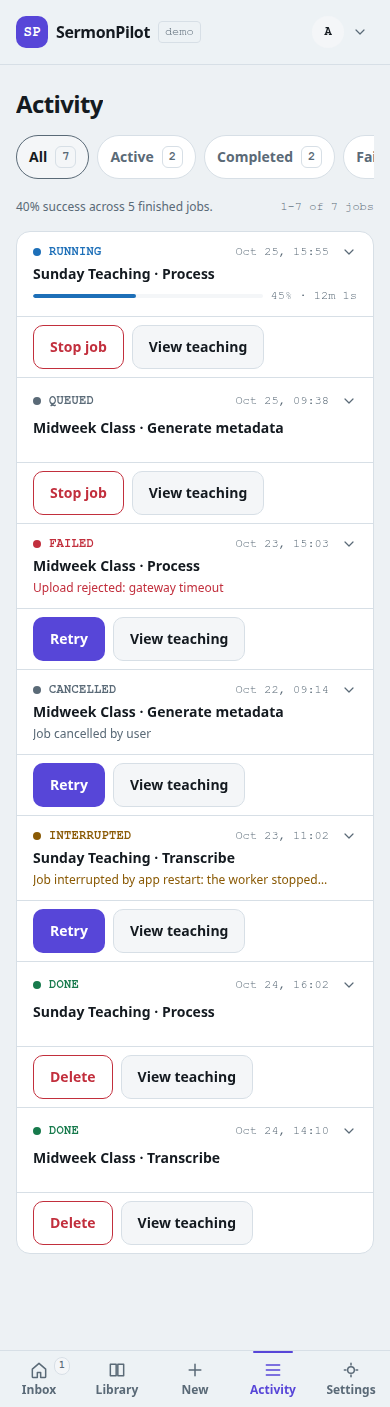 SP SermonPilot demo A
Activity
All 7 Active 2 Completed 2 Fai
40% success across 5 finished jobs. 1-7 of 7 jobs
RUNNING Oct 25, 15:55
Sunday Teaching · Process
45% · 12m 1s
Stop job View teaching
QUEUED Oct 25, 09:38
Midweek Class · Generate metadata
Stop job View teaching
FAILED Oct 23, 15:03
Midweek Class · Process
Upload rejected: gateway timeout
Retry View teaching
CANCELLED Oct 22, 09:14
Midweek Class · Generate metadata
Job cancelled by user
Retry View teaching
INTERRUPTED Oct 23, 11:02
Sunday Teaching · Transcribe
Job interrupted by app restart: the worker stopped...
Retry View teaching
DONE Oct 24, 16:02
Sunday Teaching · Process
Delete View teaching
DONE Oct 24, 14:10
Midweek Class · Transcribe
Delete View teaching
1
Inbox Library New Activity Settings